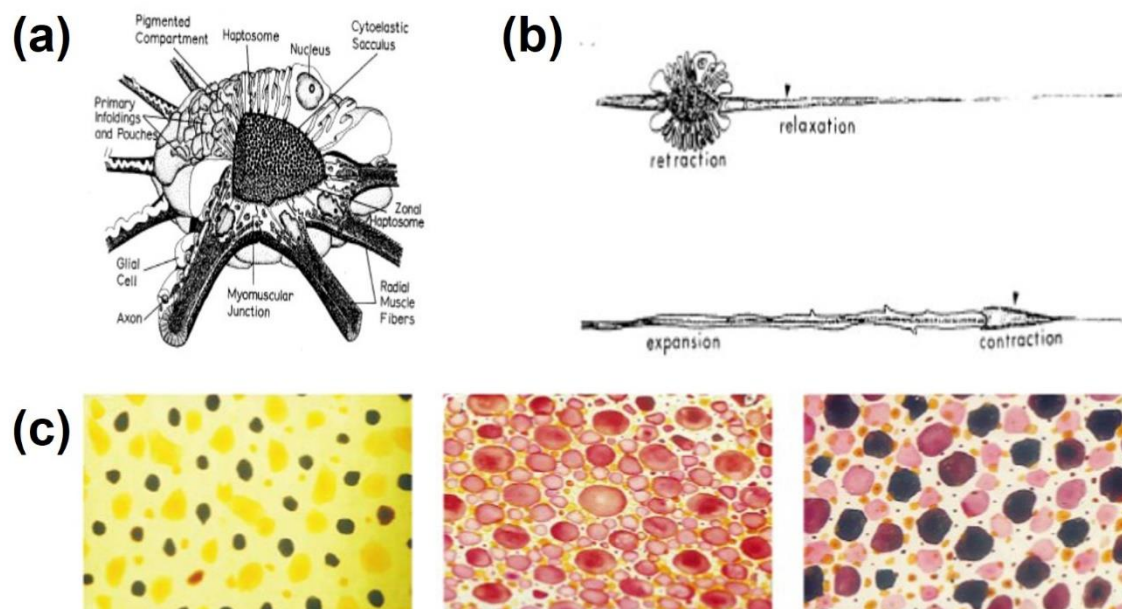 (a)
Pigmented
Compartment
Haptosome
Nucleus
Cytoelastic
Sacculus
Primary
Infoldings
and Pouches
Zonal
Haptosome
Glial
Cell
Axon
Myomuscular
Junction
Radial
Muscle
Fibers
(b)
relaxation
retraction
expansion
contraction
(c)